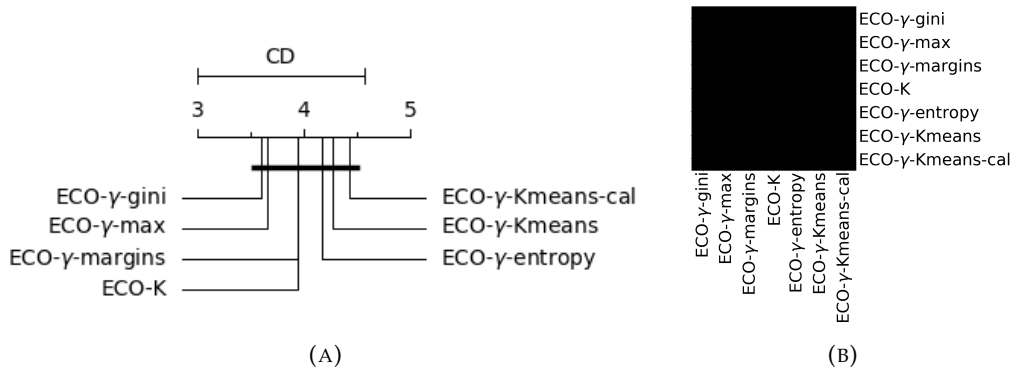 CD
3 4 5
ECO-γ-gini
ECO-γ-max
ECO-γ-margins
ECO-K
ECO-γ-Kmeans-cal
ECO-γ-Kmeans
ECO-γ-entropy
(A)
ECO-γ-gini
ECO-γ-max
ECO-γ-margins
ECO-K
ECO-γ-entropy
ECO-γ-Kmeans
ECO-γ-Kmeans-cal
ECO-γ-gini
ECO-γ-max
ECO-γ-margins
ECO-K
ECO-γ-entropy
ECO-γ-Kmeans
ECO-γ-Kmeans-cal
(B)